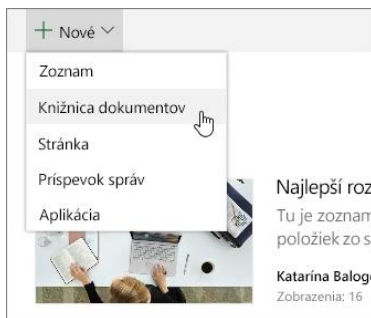 Nové
Zoznam
Knižnica dokumentov
Stránka
Príspevok správ
Aplikácia
Najlepší roz
Tu je zoznam
položiek zo s
Katarína Balog
Zobrazenia: 16